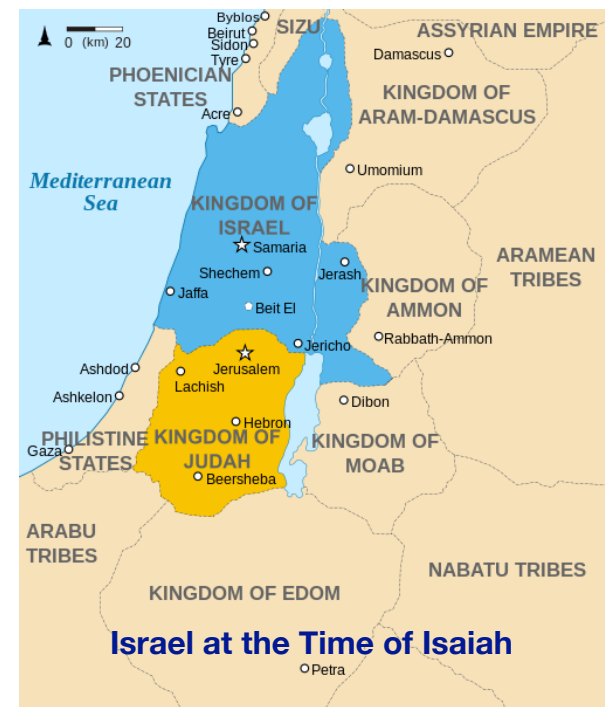 Byblos
SIZU
ASSYRIAN EMPIRE
Beirut
0 (km) 20
Sidon
Damascus
Tyre
PHOENICIAN
STATES
KINGDOM OF
ARAM-DAMASCUS
Acre
Umomium
Mediterranean
Sea
KINGDOM OF
ISRAEL
Samaria
ARAMEAN
TRIBES
Shechem
Jerash
KINGDOM OF
AMMON
Jaffa
Beit El
Rabbath-Ammon
Jericho
Jerusalem
Ashdod
Lachish
Ashkelon
Dibon
Hebron
PHILISTINE
STATES
KINGDOM OF
JUDAH
KINGDOM OF
MOAB
Gaza
Beersheba
ARABU
TRIBES
NABATU TRIBES
KINGDOM OF EDOM
Israel at the Time of Isaiah
Petra